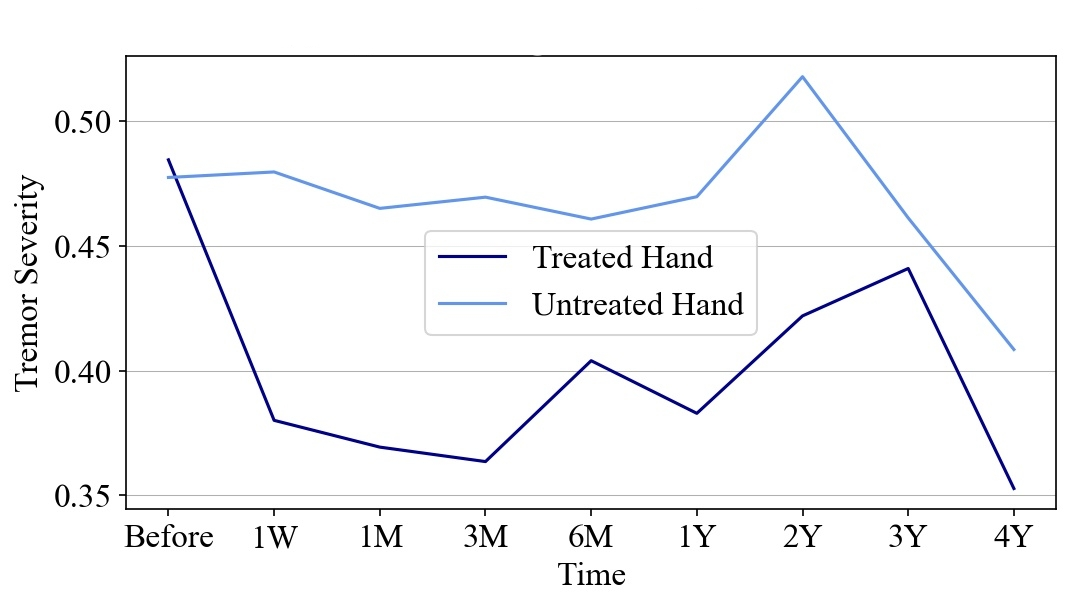 0.50
0.45
0.40
0.35
Tremor Severity
Treated Hand
Untreated Hand
Before 1W 1M 3M 6M 1Y 2Y 3Y 4Y
Time